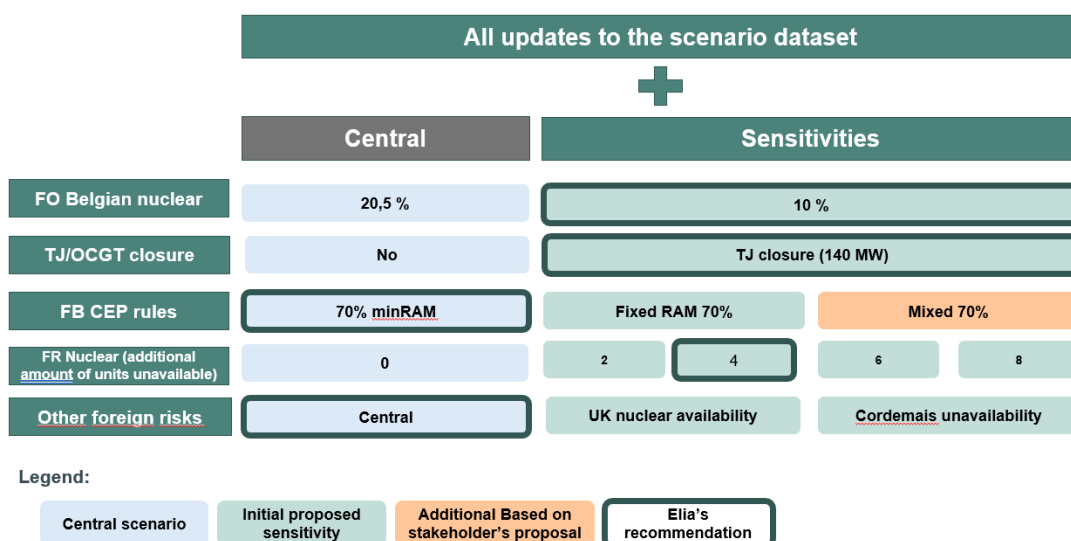 All updates to the scenario dataset
Central
Sensitivities
FO Belgian nuclear
20,5 %
10 %
TJ/OCGT closure
No
TJ closure (140 MW)
FB CEP rules
70% minRAM
Fixed RAM 70%
Mixed 70%
FR Nuclear (additional
amount of units unavailable)
0
2
4
6
8
Other foreign risks
Central
UK nuclear availability
Cordemais unavailability
Legend:
Central scenario
Initial proposed
sensitivity
Additional Based on
stakeholder's proposal
Elia's
recommendation